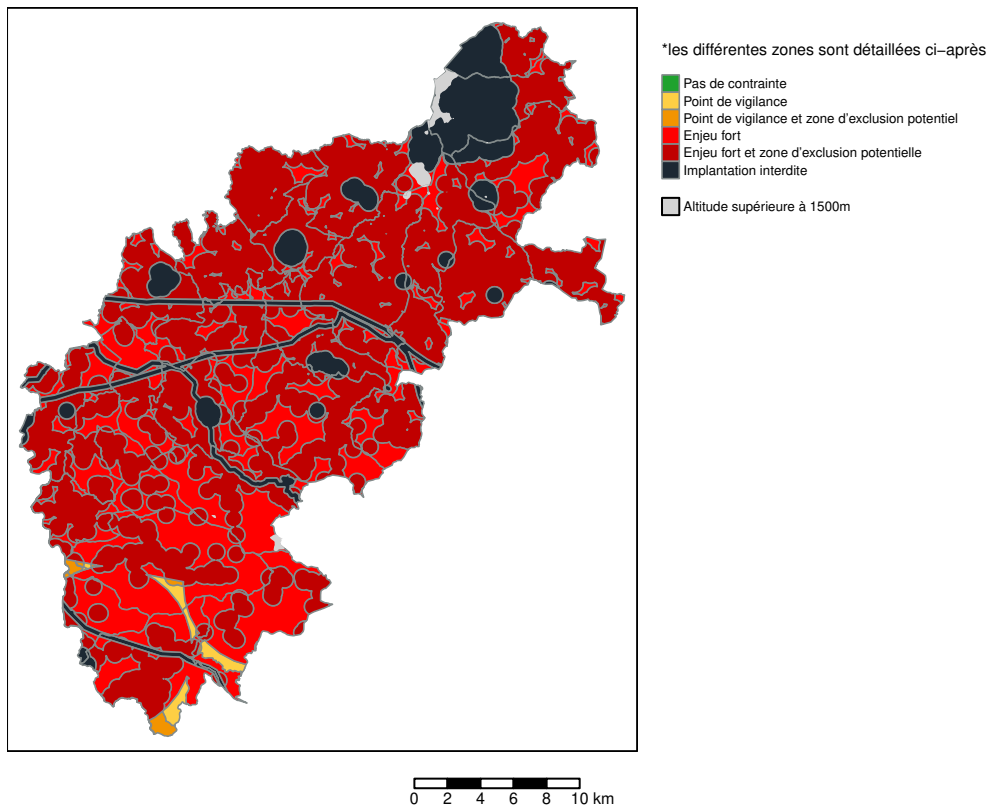 *les différentes zones sont détaillées ci−après
Pas de contrainte
Point de vigilance
Point de vigilance et zone d'exclusion potentiel
Enjeu fort
Enjeu fort et zone d'exclusion potentielle
Implantation interdite
Altitude supérieure à 1500m
0 2 4 6 8 10 km